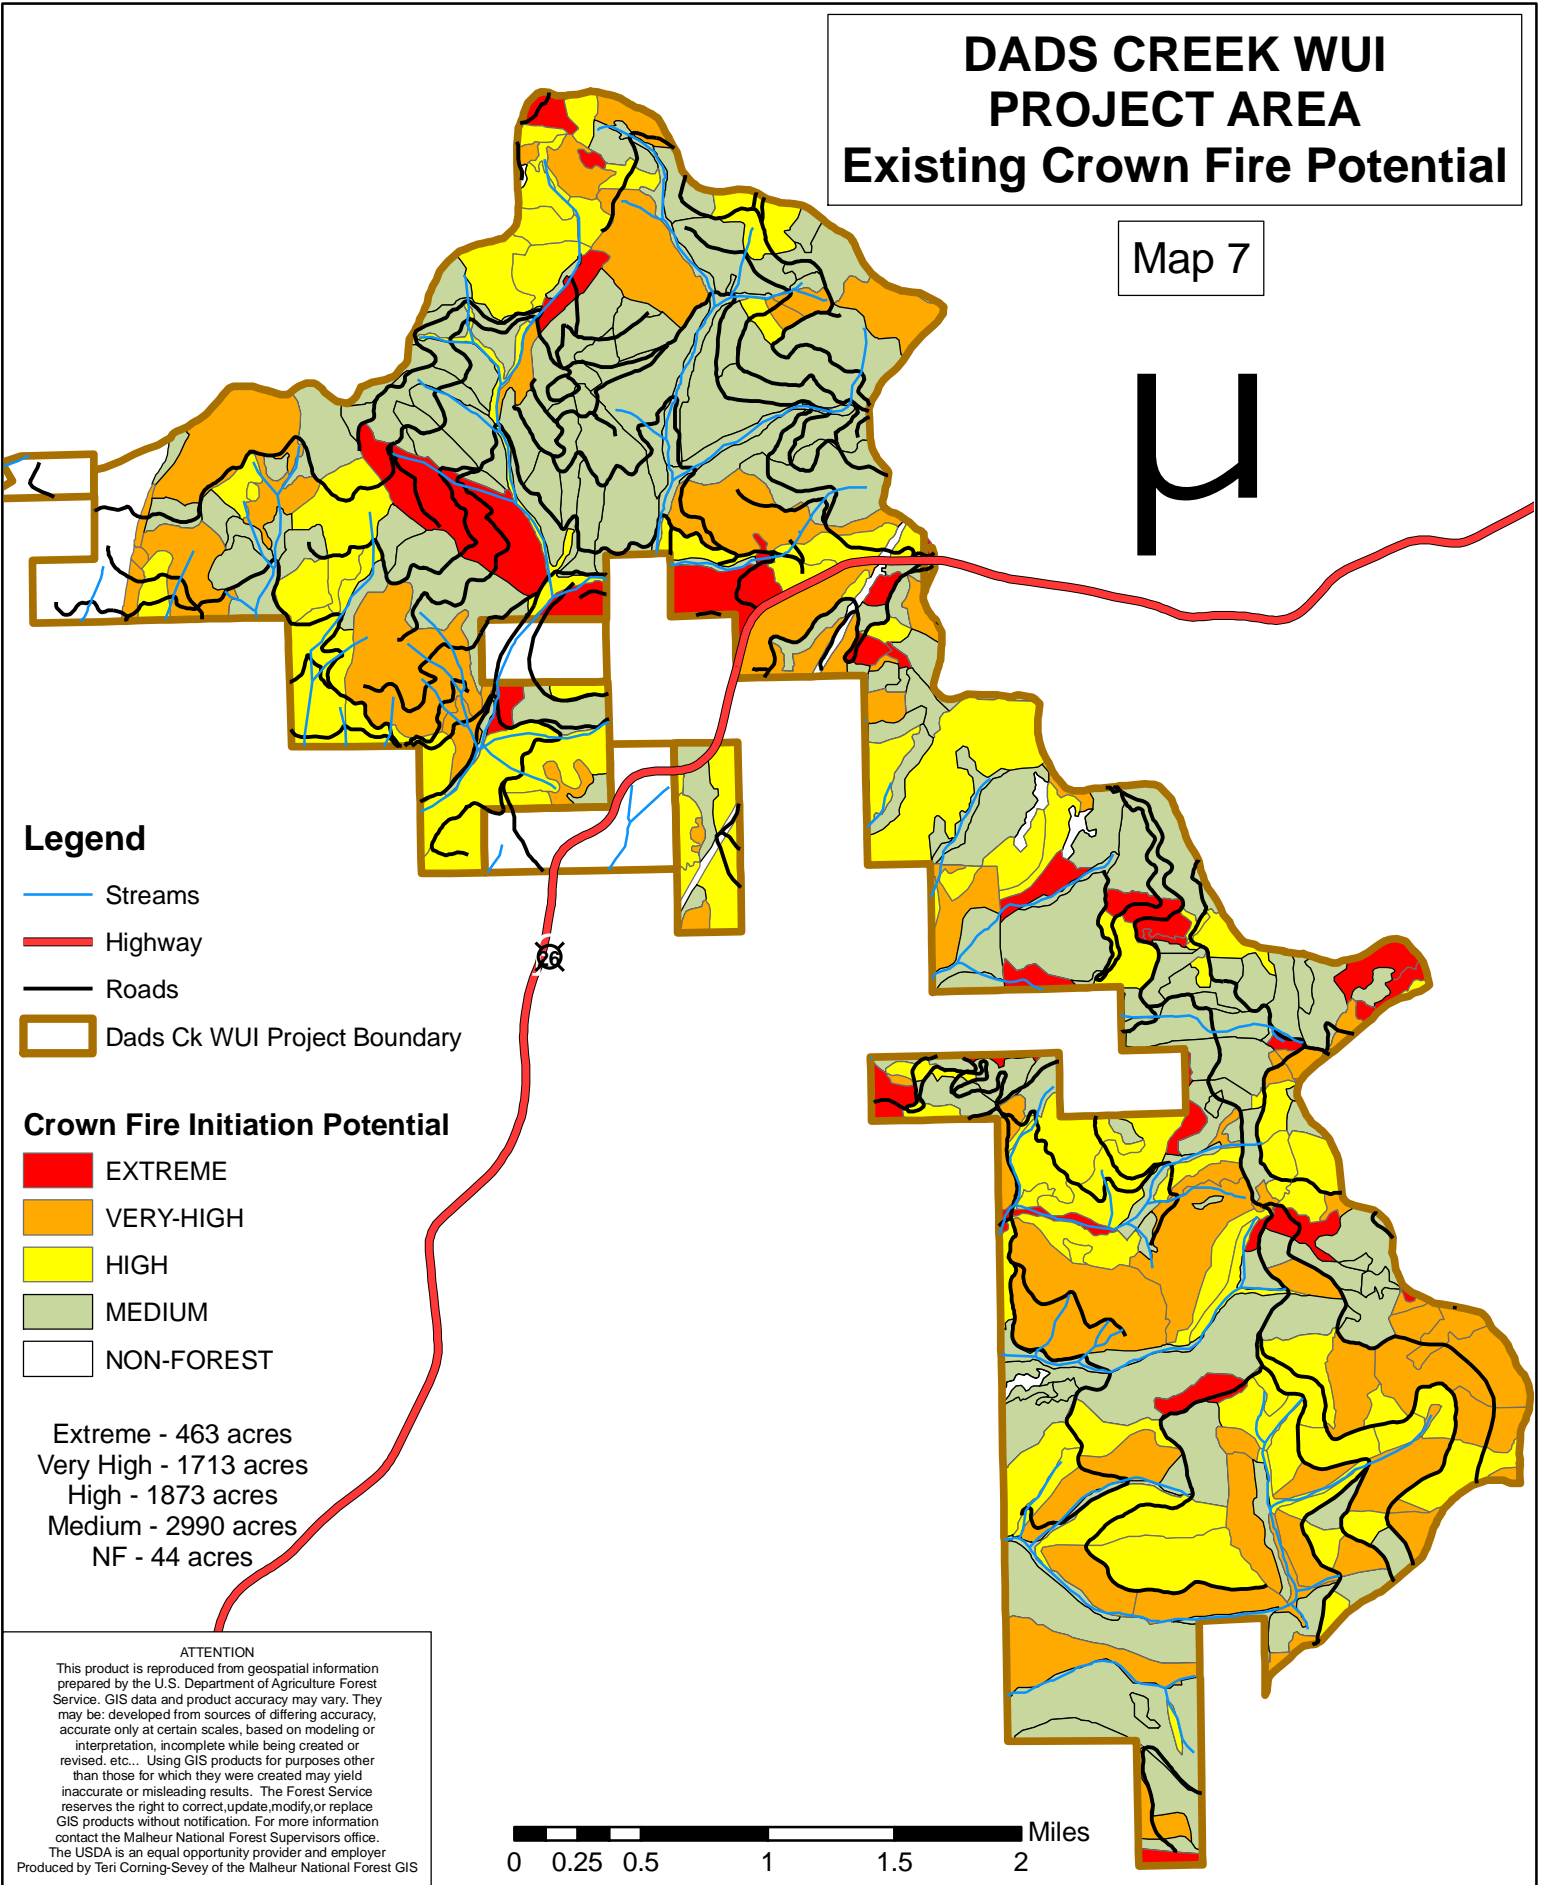 DADS CREEK WUI
PROJECT AREA
Existing Crown Fire Potential
Map 7
µ
Legend
Streams
Highway
Roads
Dads Ck WUI Project Boundary
26
Crown Fire Initiation Potential
EXTREME
VERY-HIGH
HIGH
MEDIUM
NON-FOREST
Extreme - 463 acres
Very High - 1713 acres
High - 1873 acres
Medium - 2990 acres
NF - 44 acres
ATTENTION
This product is reproduced from geospatial information
prepared by the U.S. Department of Agriculture Forest
Service. GIS data and product accuracy may vary. They
may be: developed from sources of differing accuracy,
accurate only at certain scales, based on modeling or
interpretation, incomplete while being created or
revised. etc... Using GIS products for purposes other
than those for which they were created may yield
inaccurate or misleading results. The Forest Service
reserves the right to correct,update,modify,or replace
GIS products without notification. For more information
contact the Malheur National Forest Supervisors office.
The USDA is an equal opportunity provider and employer
Produced by Teri Corning-Sevey of the Malheur National Forest GIS
Miles
0 0.25 0.5 1 1.5 2